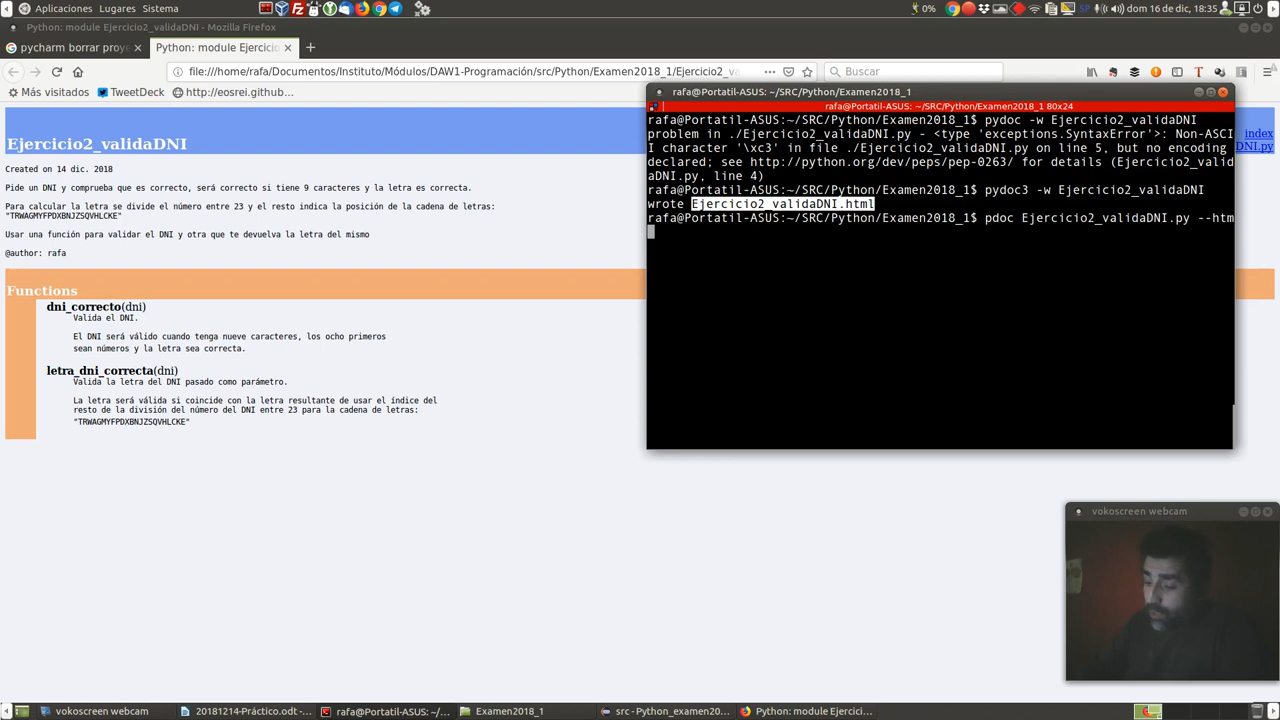 Aplicaciones Lugares Sistema
0%
SP
dom 16 de dic, 18:35
Python: module Ejercicio2_validaDNI - Mozilla Firefox
pycharm borrar proye
Python: module Ejercicio
file:///home/rafa/Documentos/Instituto/Módulos/DAW1-Programación/src/Python/Examen2018_1/Ejercicio2_va
Buscar
Más visitados
TweetDeck
http://eosrei.github...
Ejercicio2_validaDNI
index
DNI.py
Created on 14 dic. 2018
Pide un DNI y comprueba que es correcto, será correcto si tiene 9 caracteres y la letra es correcta.
Para calcular la letra se divide el número entre 23 y el resto indica la posición de la cadena de letras:
"TRWAGMYFPDXBNJZSQVHLCKE"
Usar una función para validar el DNI y otra que te devuelva la letra del mismo
@author: rafa
Functions
dni_correcto(dni)
Valida el DNI.
El DNI será válido cuando tenga nueve caracteres, los ocho primeros
sean números y la letra sea correcta.
letra_dni_correcta(dni)
Valida la letra del DNI pasado como parámetro.
La letra será válida si coincide con la letra resultante de usar el índice del
resto de la división del número del DNI entre 23 para la cadena de letras:
"TRWAGMYFPDXBNJZSQVHLCKE"
rafa@Portatil-ASUS: ~/SRC/Python/Examen2018_1
rafa@Portatil-ASUS: ~/SRC/Python/Examen2018_1 80x24
rafa@Portatil-ASUS:~/SRC/Python/Examen2018_1$ pydoc -w Ejercicio2_validaDNI
problem in ./Ejercicio2_validaDNI.py - <type 'exceptions.SyntaxError'>: Non-ASCI
I character '\xc3' in file ./Ejercicio2_validaDNI.py on line 5, but no encoding
declared; see http://python.org/dev/peps/pep-0263/ for details (Ejercicio2_valid
aDNI.py, line 4)
rafa@Portatil-ASUS:~/SRC/Python/Examen2018_1$ pydoc3 -w Ejercicio2_validaDNI
wrote Ejercicio2_validaDNI.html
rafa@Portatil-ASUS:~/SRC/Python/Examen2018_1$ pdoc Ejercicio2_validaDNI.py --htm
vokoscreen webcam
vokoscreen webcam
20181214-Práctico.odt -...
rafa@Portatil-ASUS: ~/...
Examen2018_1
src - Python_examen20...
Python: module Ejercici...